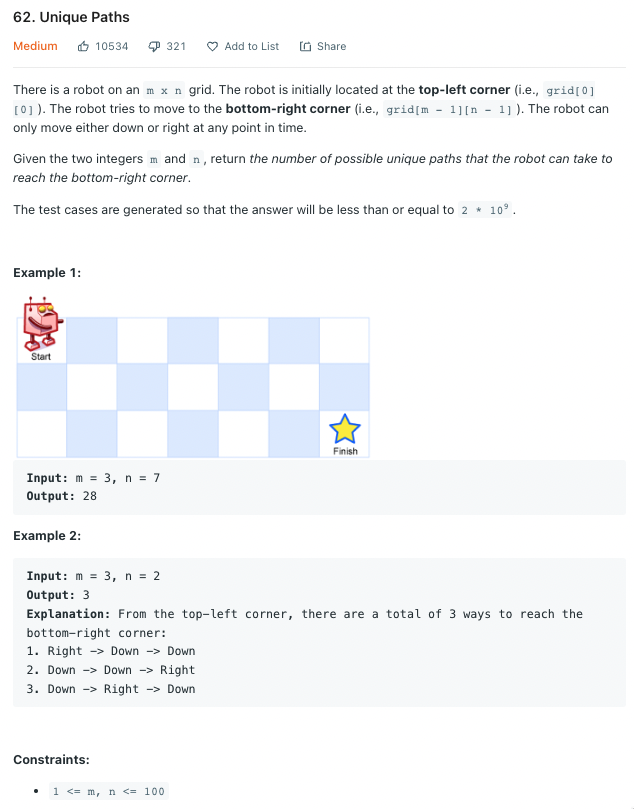 62. Unique Paths
Medium 10534 321 Add to List Share
There is a robot on an m x n grid. The robot is initially located at the top-left corner (i.e., grid[0]
[0] ). The robot tries to move to the bottom-right corner (i.e., grid[m - 1][n - 1] ). The robot can
only move either down or right at any point in time.
Given the two integers m and n , return the number of possible unique paths that the robot can take to
reach the bottom-right corner.
The test cases are generated so that the answer will be less than or equal to 2 * 10⁹ .
Example 1:
Start
Finish
Input: m = 3, n = 7
Output: 28
Example 2:
Input: m = 3, n = 2
Output: 3
Explanation: From the top-left corner, there are a total of 3 ways to reach the
bottom-right corner:
1. Right -> Down -> Down
2. Down -> Down -> Right
3. Down -> Right -> Down
Constraints:
• 1 <= m, n <= 100